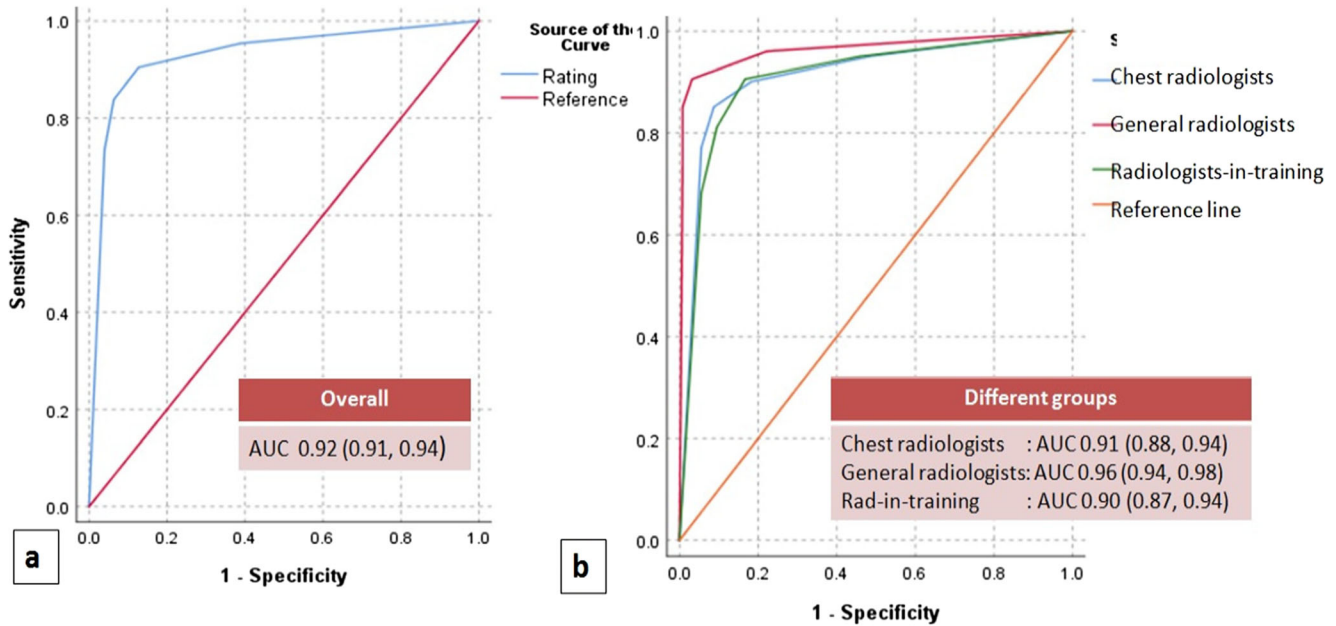 Source of the
Curve
Rating
Reference
1.0
0.8
0.6
0.4
0.2
0.0
Sensitivity
Overall
AUC 0.92 (0.91, 0.94)
0.0 0.2 0.4 0.6 0.8 1.0
1 - Specificity
a
1.0
0.8
0.6
0.4
0.2
0.0
Chest radiologists
General radiologists
Radiologists-in-training
Reference line
Different groups
Chest radiologists : AUC 0.91 (0.88, 0.94)
General radiologists: AUC 0.96 (0.94, 0.98)
Rad-in-training : AUC 0.90 (0.87, 0.94)
0.0 0.2 0.4 0.6 0.8 1.0
1 - Specificity
b